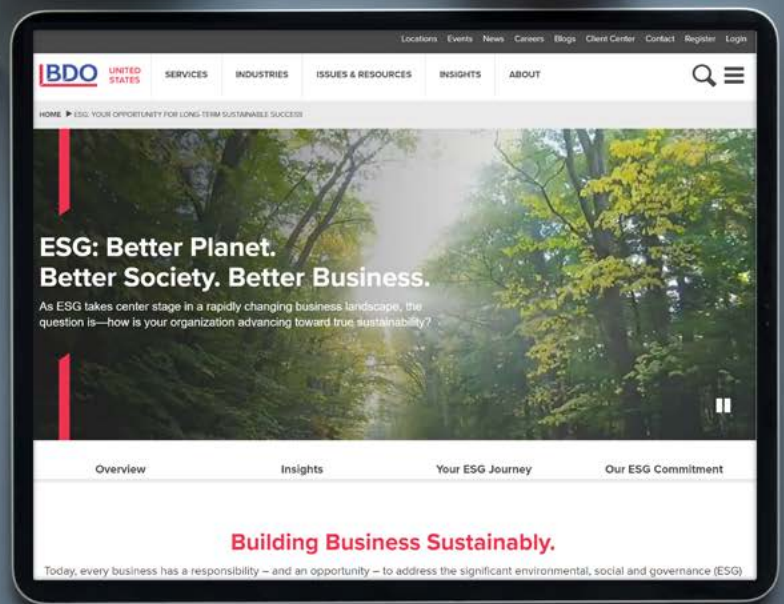 Locations Events News Careers Blogs Client Center Contact Register Login
BDO UNITED STATES
SERVICES INDUSTRIES ISSUES & RESOURCES INSIGHTS ABOUT
HOME ▶ ESG: YOUR OPPORTUNITY FOR LONG-TERM SUSTAINABLE SUCCESS
ESG: Better Planet.
Better Society. Better Business.
As ESG takes center stage in a rapidly changing business landscape, the
question is—how is your organization advancing toward true sustainability?
Overview Insights Your ESG Journey Our ESG Commitment
Building Business Sustainably.
Today, every business has a responsibility – and an opportunity – to address the significant environmental, social and governance (ESG)